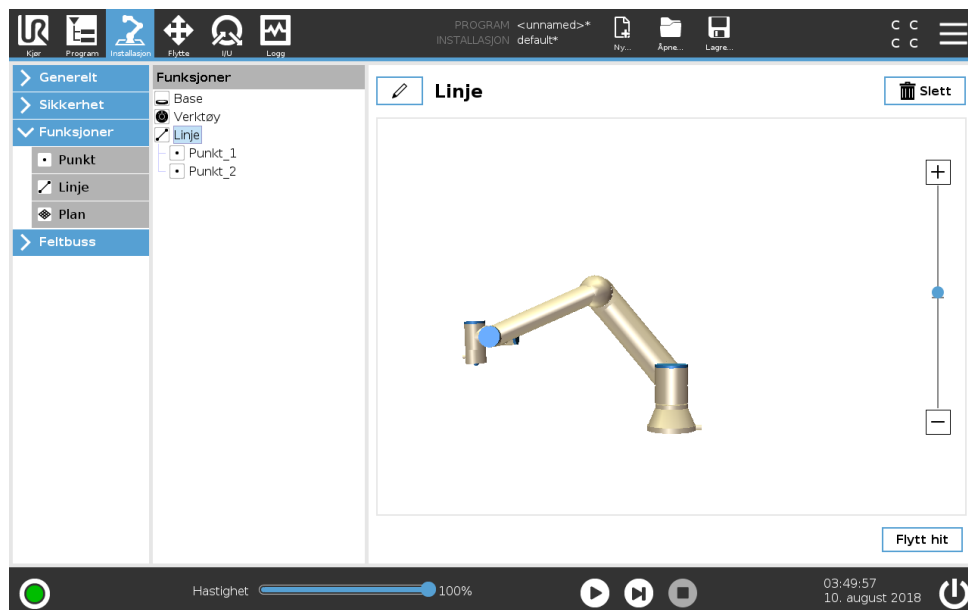 UR
Kjør
Program
Installasjon
Flytte
I/U
Logg
PROGRAM <unnamed>*
INSTALLASJON default*
Ny...
Åpne...
Lagre...
C C
C C
Generelt
Sikkerhet
Funksjoner
Punkt
Linje
Plan
Feltbuss
Funksjoner
Base
Verktøy
Linje
Punkt_1
Punkt_2
Linje
Slett
Flytt hit
Hastighet
100%
03:49:57
10. august 2018